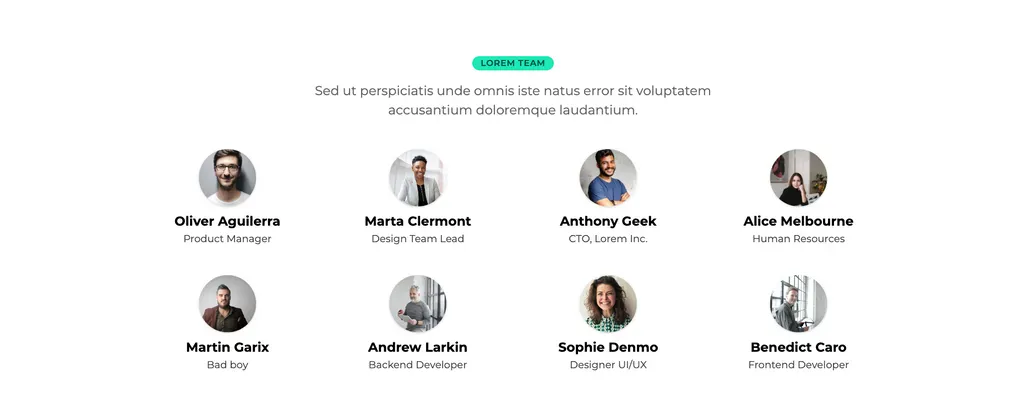 LOREM TEAM
Sed ut perspiciatis unde omnis iste natus error sit voluptatem
accusantium doloremque laudantium.
Oliver Aguilerra
Product Manager
Marta Clermont
Design Team Lead
Anthony Geek
CTO, Lorem Inc.
Alice Melbourne
Human Resources
Martin Garix
Bad boy
Andrew Larkin
Backend Developer
Sophie Denmo
Designer UI/UX
Benedict Caro
Frontend Developer